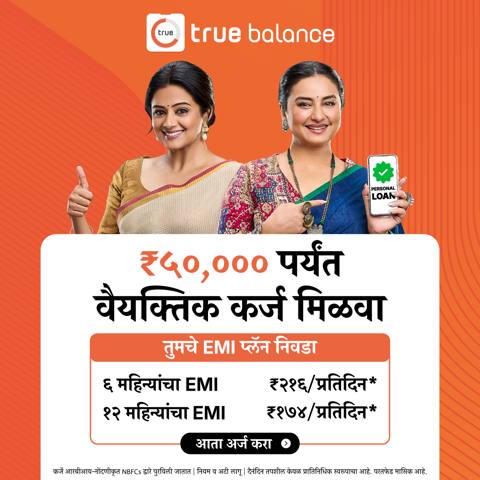 true
true balance
PERSONAL
LOAN
₹५०,००० पर्यंत
वैयक्तिक कर्ज मिळवा
तुमचे EMI प्लॅन निवडा
६ महिन्यांचा EMI ₹२१६/प्रतिदिन*
१२ महिन्यांचा EMI ₹१७४/प्रतिदिन*
आता अर्ज करा
कर्ज आरबीआय-नोंदणीकृत NBFCs द्वारे पुरविली जातात | नियम व अटी लागू | दैनंदिन तपशील केवळ प्रातिनिधिक स्वरुपाचा आहे. परतफेड मासिक आहे.